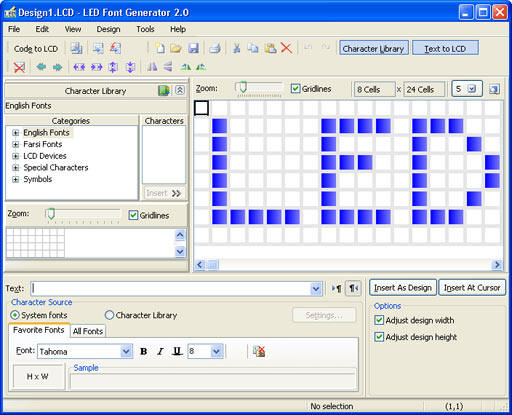 Design1.LCD - LED Font Generator 2.0
File Edit View Design Tools Help
Code to LCD Character Library Text to LCD
Character Library
English Fonts
Categories Characters
English Fonts
Farsi Fonts
LCD Devices
Special Characters
Symbols
Insert
Zoom: Gridlines
Zoom: Gridlines 8 Cells x 24 Cells 5
LED
Text: Insert As Design Insert At Cursor
Character Source
System fonts Character Library Settings...
Favorite Fonts All Fonts
Font: Tahoma B I U 8
H x W Sample
Options
Adjust design width
Adjust design height
No selection (1,1)